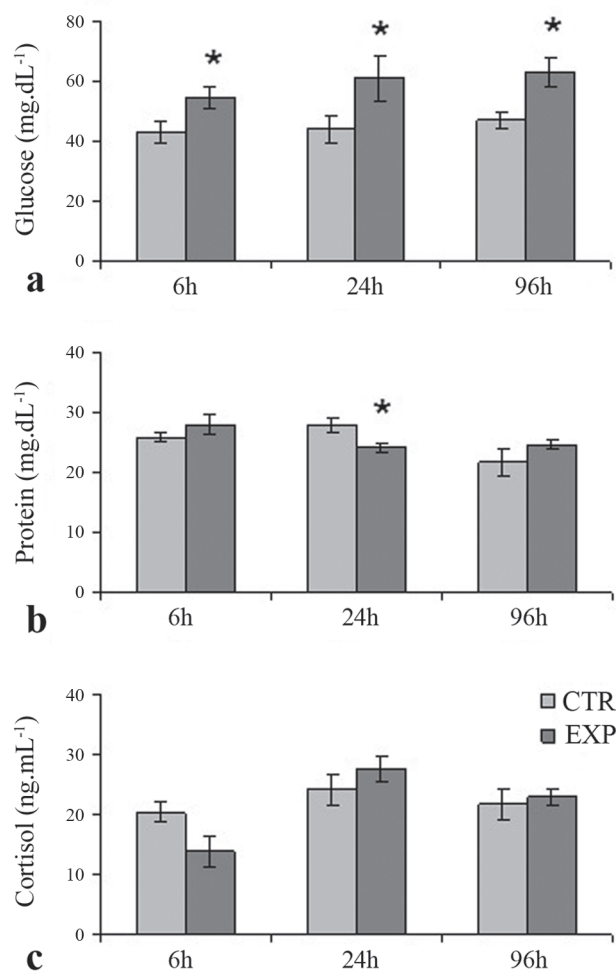 Glucose (mg.dL⁻¹)
80
60
40
20
0
* * *
6h 24h 96h
a
Protein (mg.dL⁻¹)
40
30
20
10
0
*
6h 24h 96h
b
Cortisol (ng.mL⁻¹)
40
30
20
10
0
CTR
EXP
6h 24h 96h
c